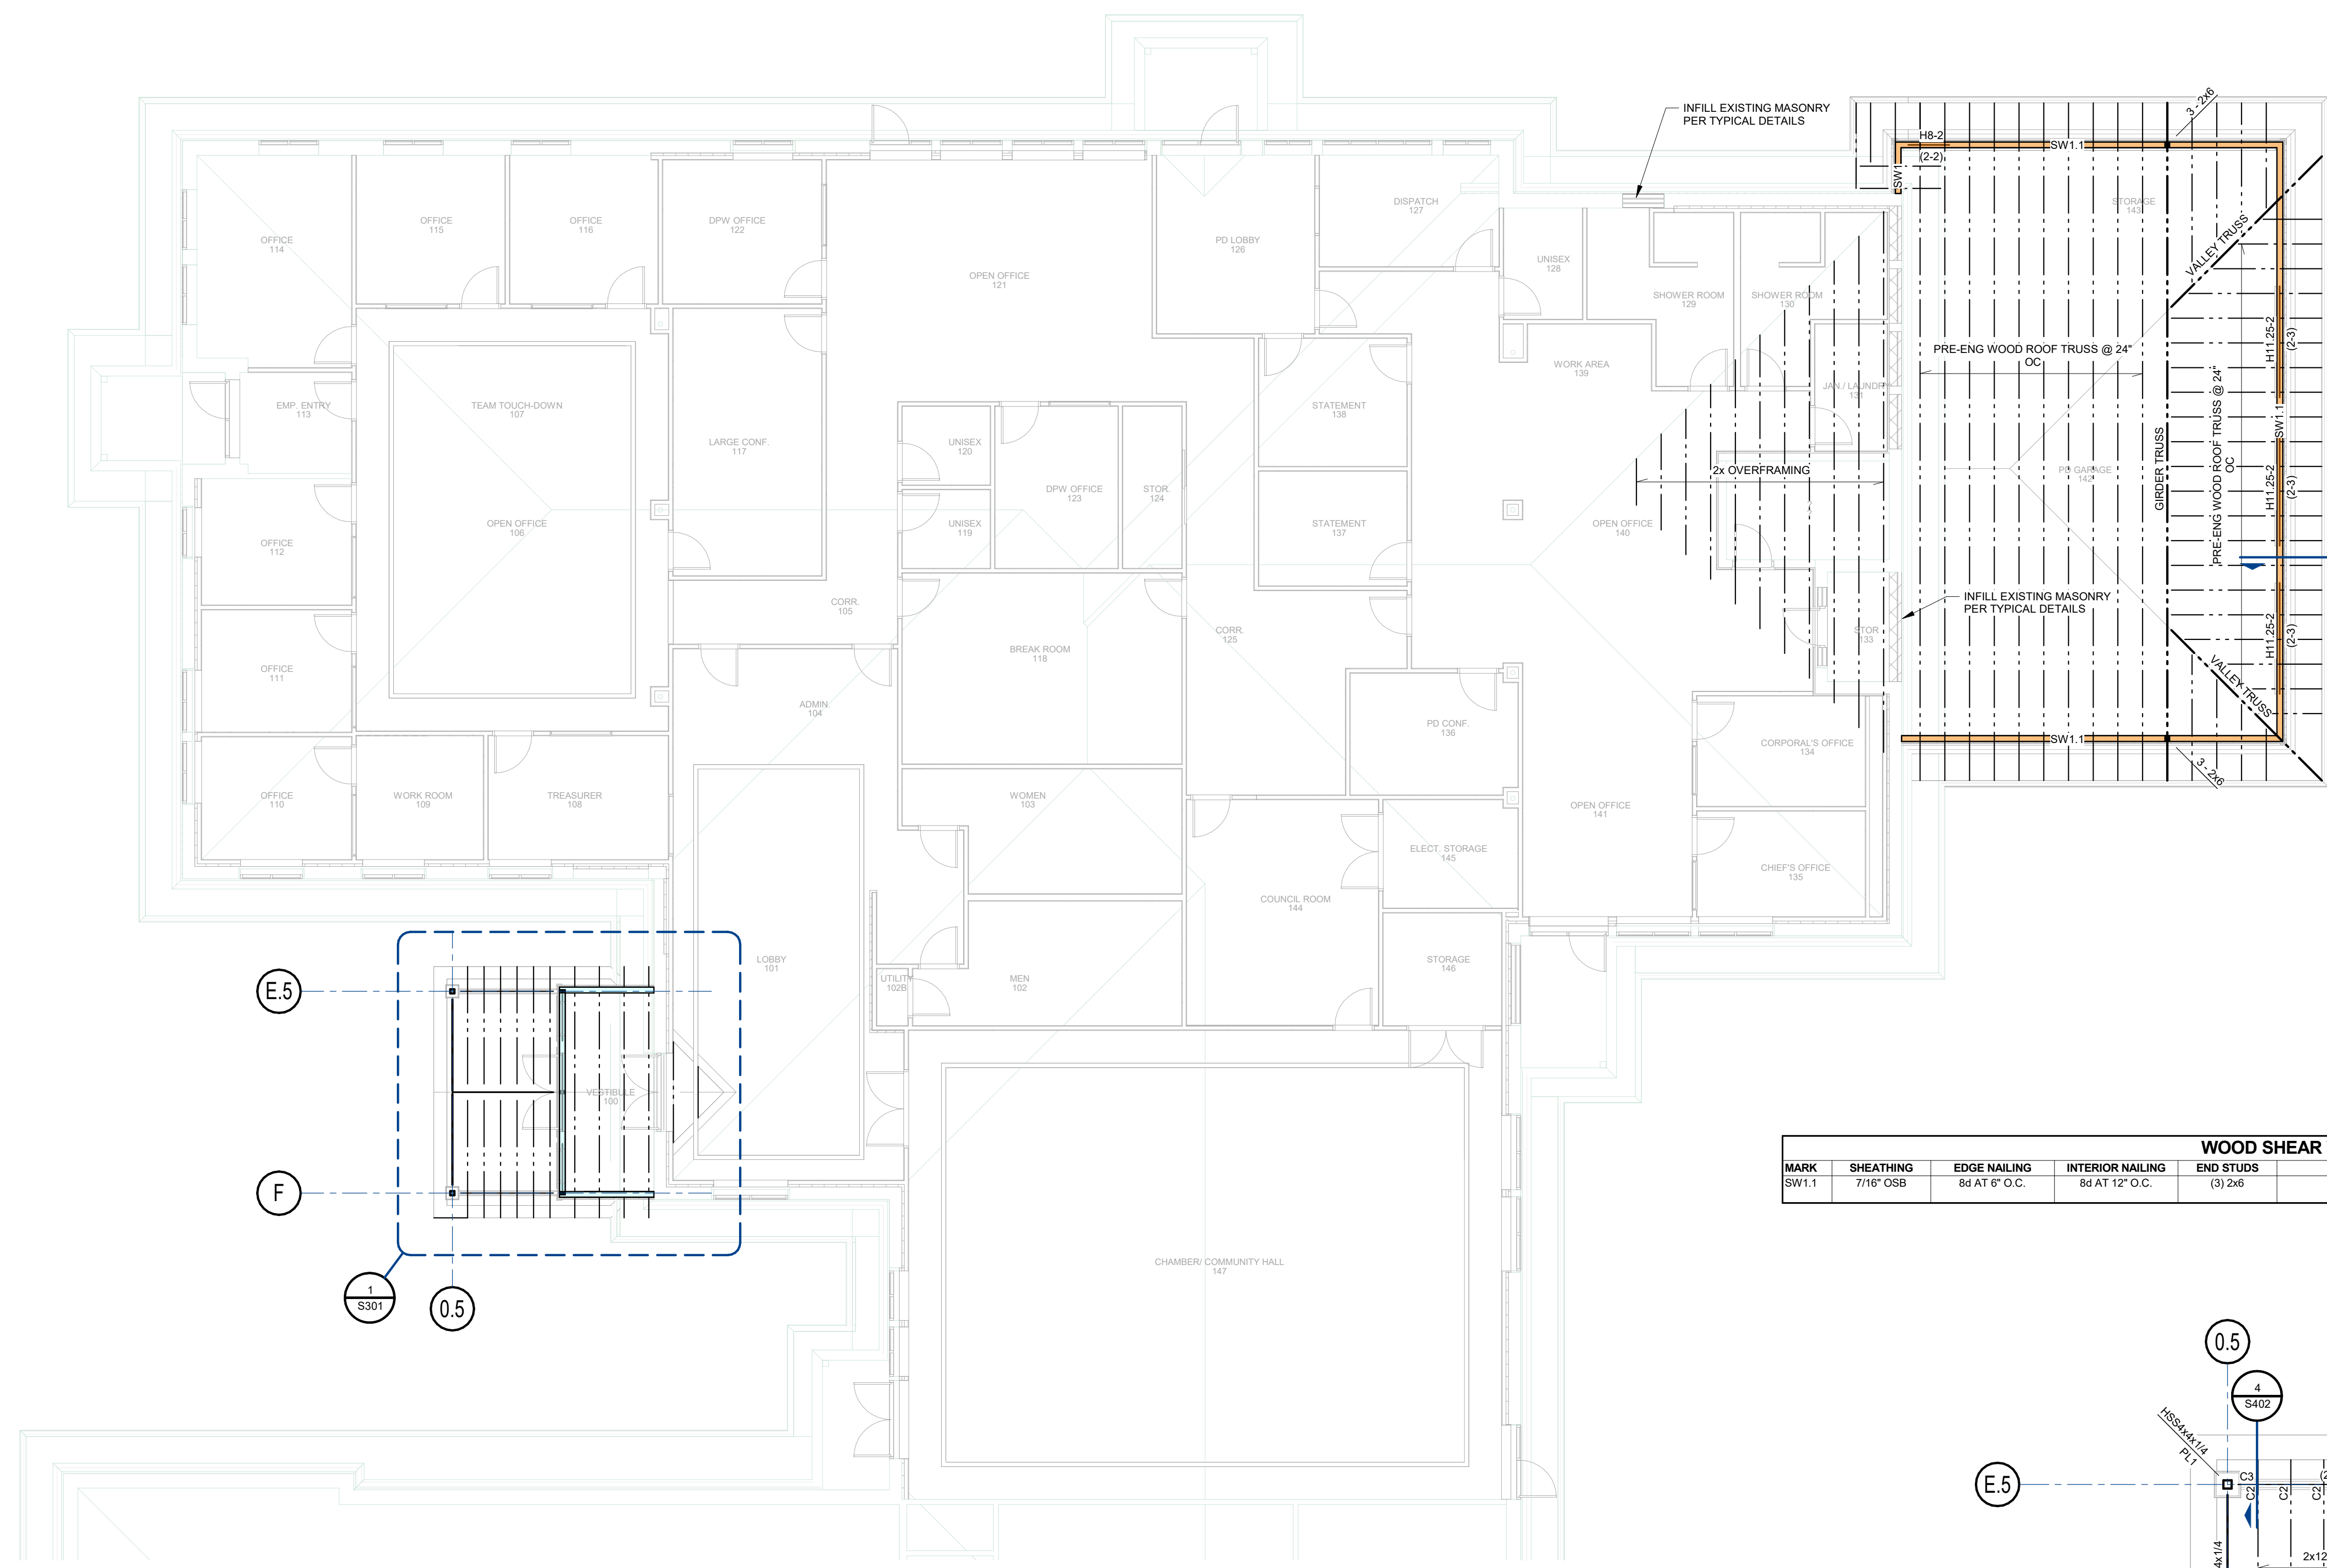 INFILL EXISTING MASONRY
PER TYPICAL DETAILS
3 - 2x6
H8-2
(2-2)
SW1.1
SW1.1
OFFICE
114
OFFICE
115
OFFICE
116
DPW OFFICE
122
OPEN OFFICE
121
PD LOBBY
126
DISPATCH
127
UNISEX
128
SHOWER ROOM
129
SHOWER ROOM
130
STORAGE
143
VALLEY TRUSS
EMP. ENTRY
113
TEAM TOUCH-DOWN
107
LARGE CONF.
117
UNISEX
120
DPW OFFICE
123
STOR.
124
UNISEX
119
STATEMENT
138
STATEMENT
137
WORK AREA
139
JAN./ LAUNDRY
131
PRE-ENG WOOD ROOF TRUSS @ 24"
OC
H11.25-2
(2-3)
2x OVERFRAMING
GIRDER TRUSS
PRE-ENG WOOD ROOF TRUSS @ 24"
OC
SW1.1
H11.25-2
(2-3)
PD GARAGE
142
OFFICE
112
OPEN OFFICE
106
OPEN OFFICE
140
CORR.
105
BREAK ROOM
118
CORR.
125
INFILL EXISTING MASONRY
PER TYPICAL DETAILS
STOR
133
H11.25-2
(2-3)
VALLEY TRUSS
OFFICE
111
ADMIN.
104
PD CONF.
136
CORPORAL'S OFFICE
134
SW1.1
3 - 2x6
OFFICE
110
WORK ROOM
109
TREASURER
108
WOMEN
103
OPEN OFFICE
141
ELECT. STORAGE
145
CHIEF'S OFFICE
135
COUNCIL ROOM
144
LOBBY
101
UTILITY
102B
MEN
102
STORAGE
146
E.5
VESTIBULE
100
F
1
S301
0.5
CHAMBER/ COMMUNITY HALL
147
WOOD SHEAR
MARK SHEATHING EDGE NAILING INTERIOR NAILING END STUDS
SW1.1 7/16" OSB 8d AT 6" O.C. 8d AT 12" O.C. (3) 2x6
0.5
4
S402
HSS4x4x1/4
PL1
E.5
C3
C2
C2
C2
4x1/4
2x12